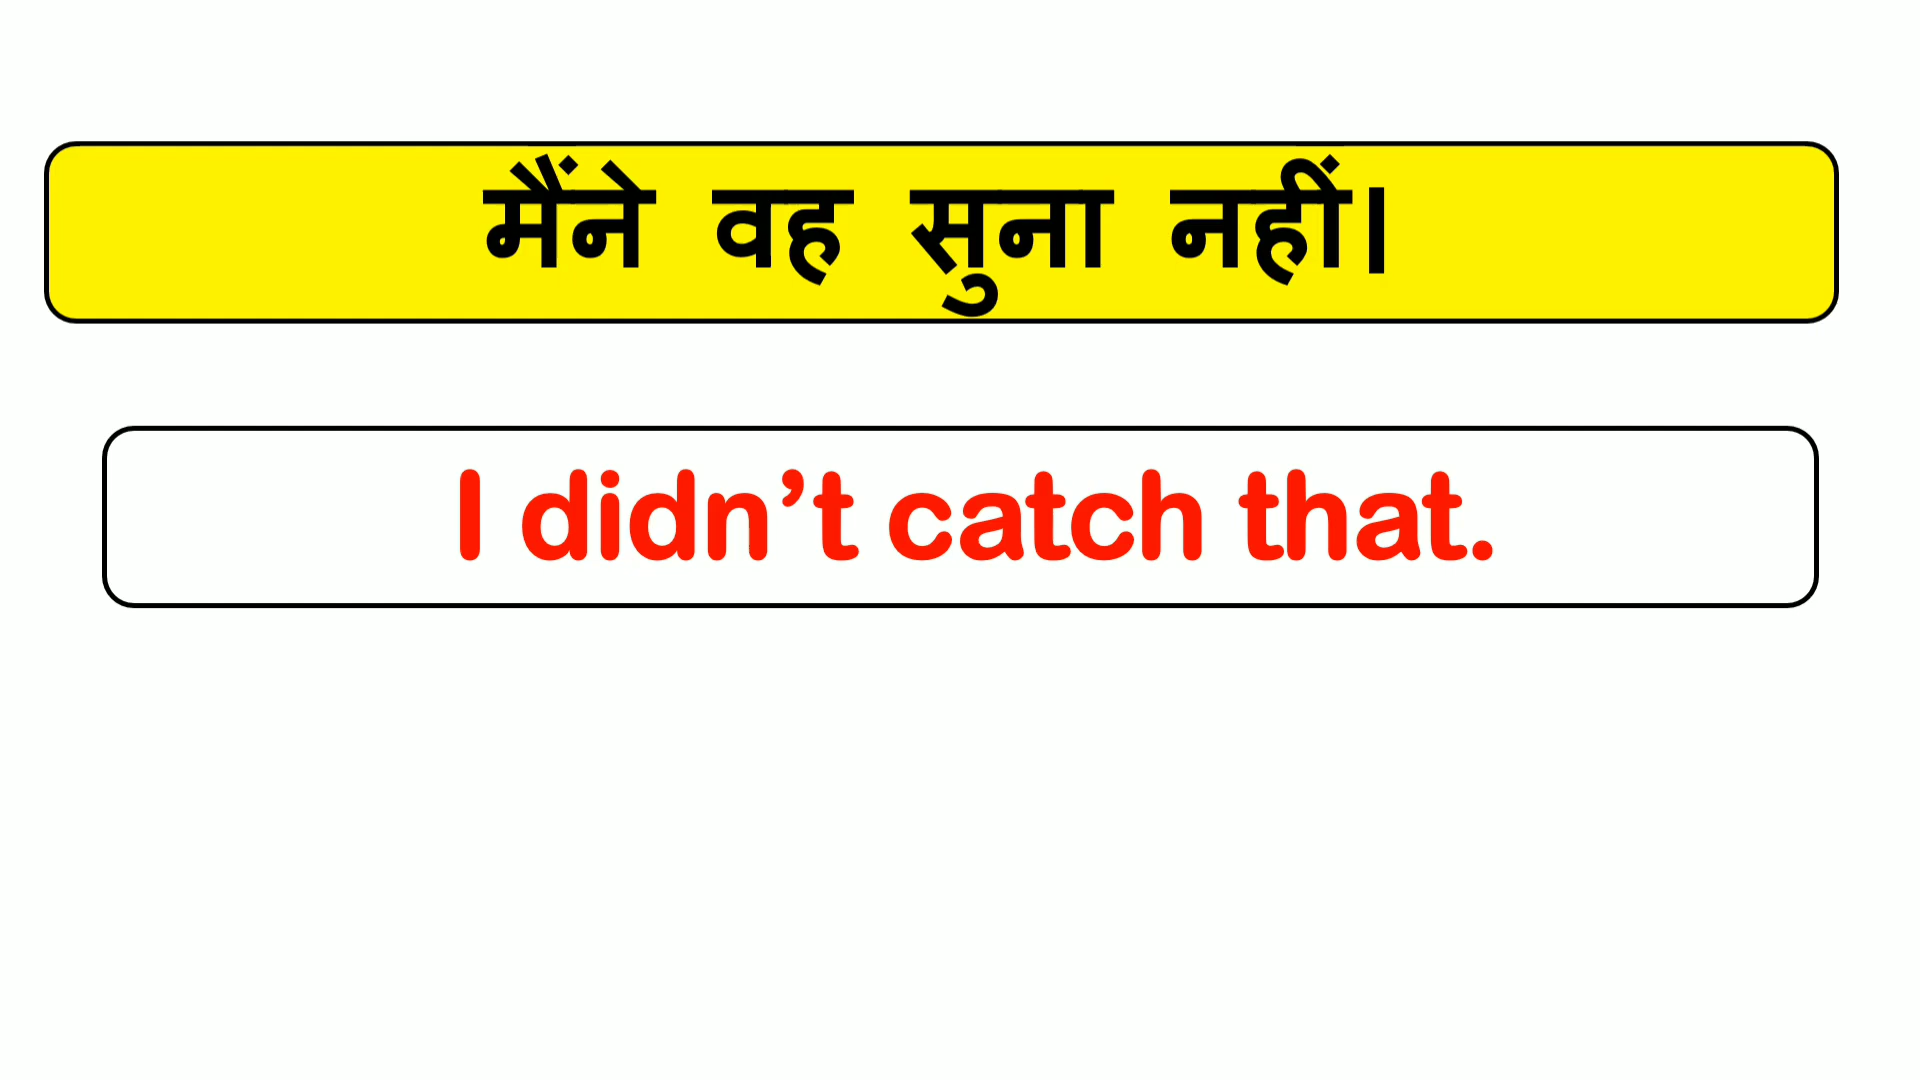 मैंने वह सुना नहीं।
I didn’t catch that.